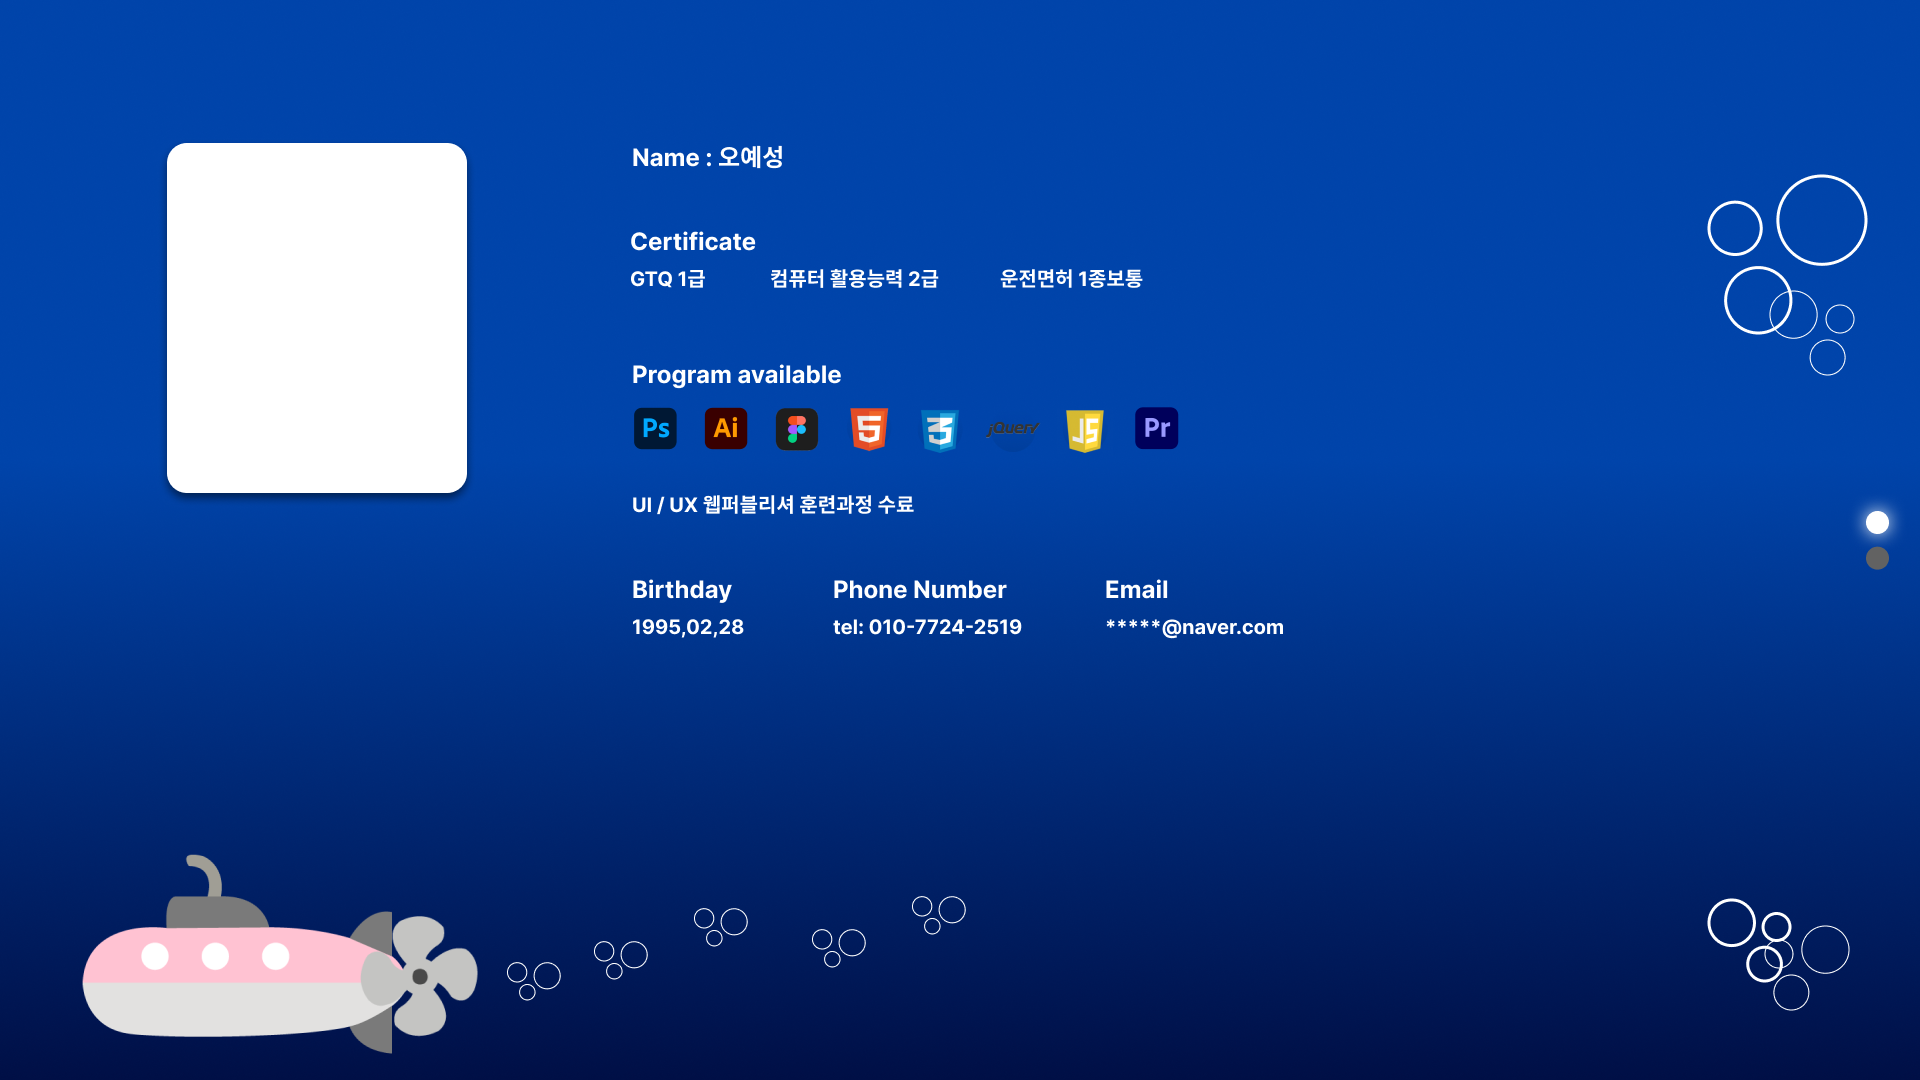 Name : 오예성
Certificate
GTQ 1급 컴퓨터 활용능력 2급 운전면허 1종보통
Program available
Ps Ai 5 3 jQuery JS Pr
UI / UX 웹퍼블리셔 훈련과정 수료
Birthday Phone Number Email
1995,02,28 tel: 010-7724-2519 *****@naver.com